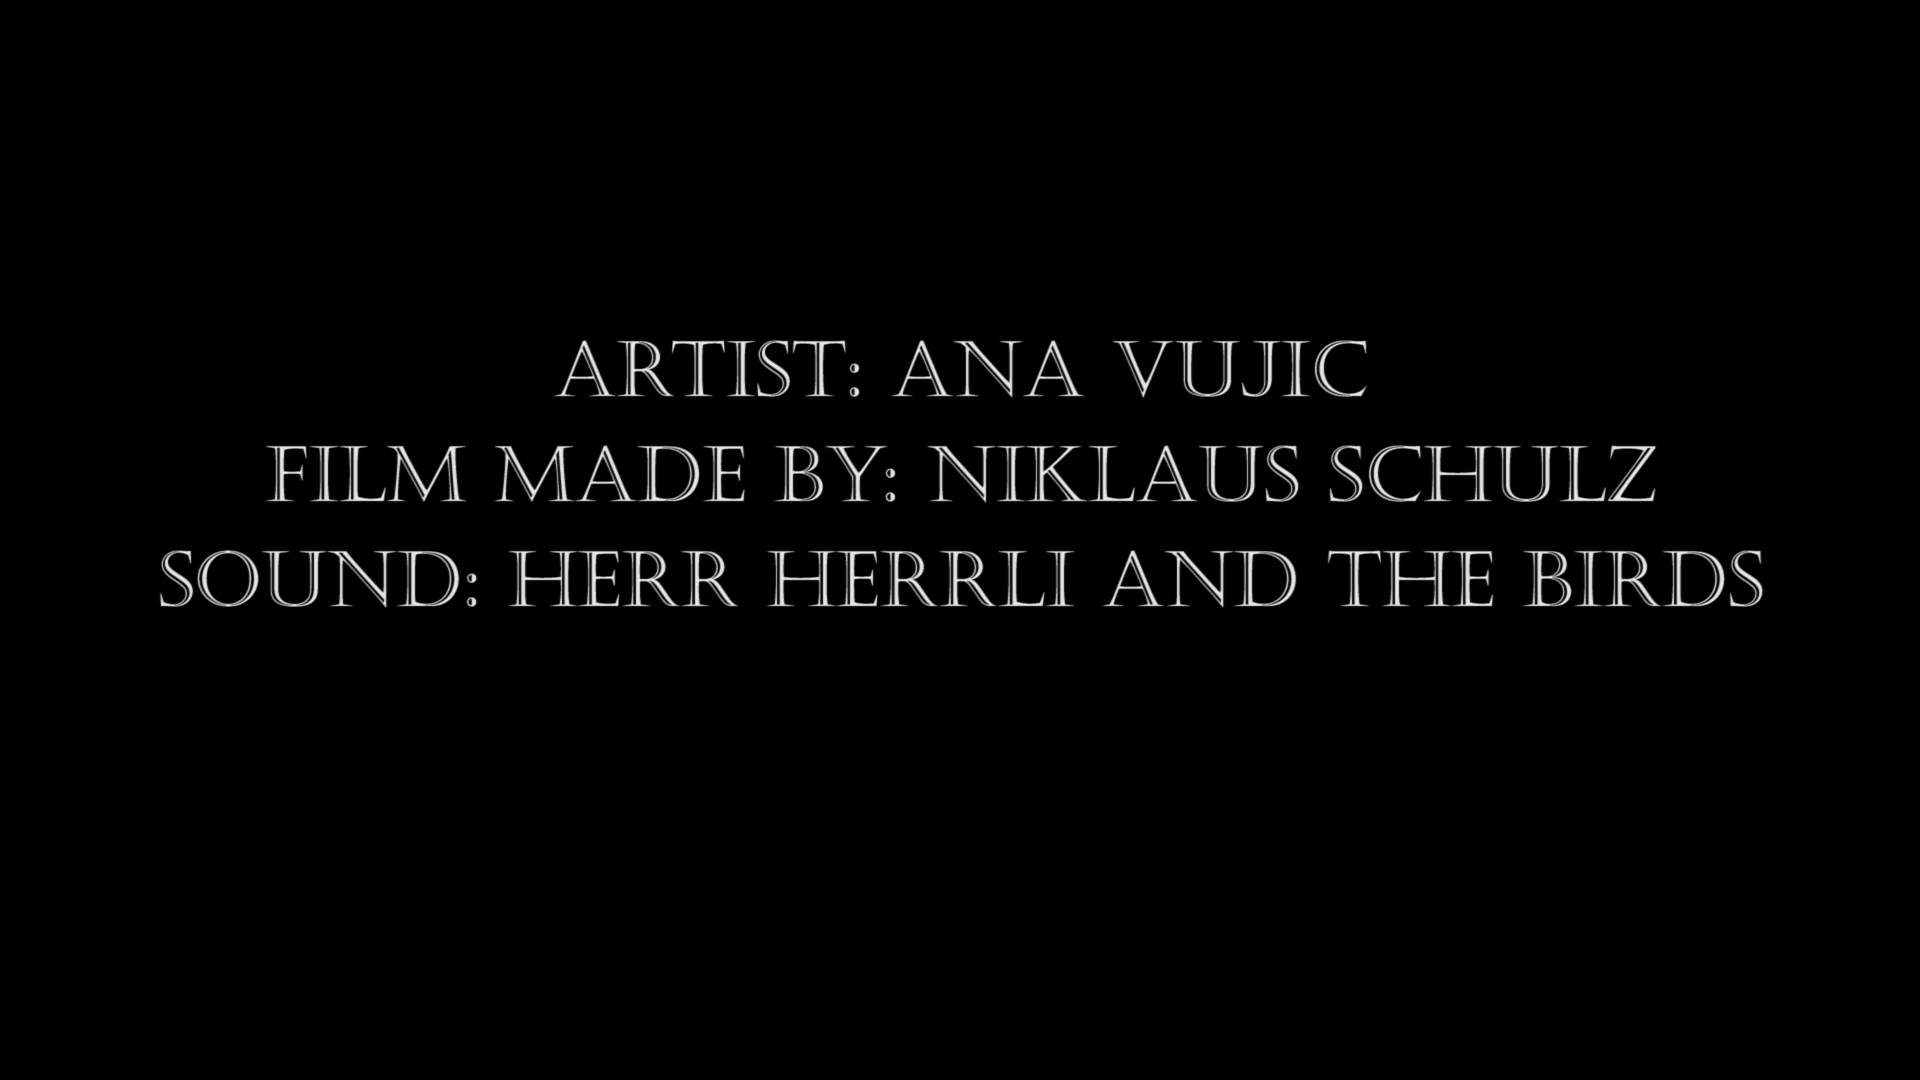 ARTIST: ANA VUJIC
FILM MADE BY: NIKLAUS SCHULZ
SOUND: HERR HERRLI AND THE BIRDS